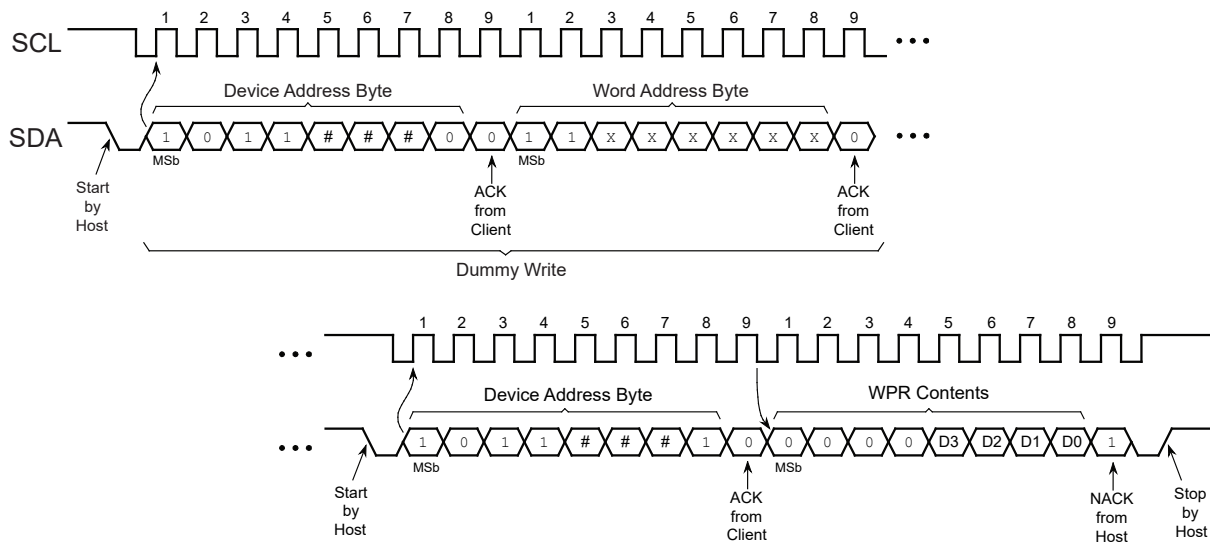 1 2 3 4 5 6 7 8 9 1 2 3 4 5 6 7 8 9
SCL
Device Address Byte Word Address Byte
SDA 1 0 1 1 # # # 0 0 1 1 X X X X X X 0
MSb MSb
Start by Host
ACK from Client
ACK from Client
Dummy Write
1 2 3 4 5 6 7 8 9 1 2 3 4 5 6 7 8 9
Device Address Byte WPR Contents
1 0 1 1 # # # 1 0 0 0 0 0 D3 D2 D1 D0 1
MSb MSb
Start by Host
ACK from Client
NACK from Host
Stop by Host